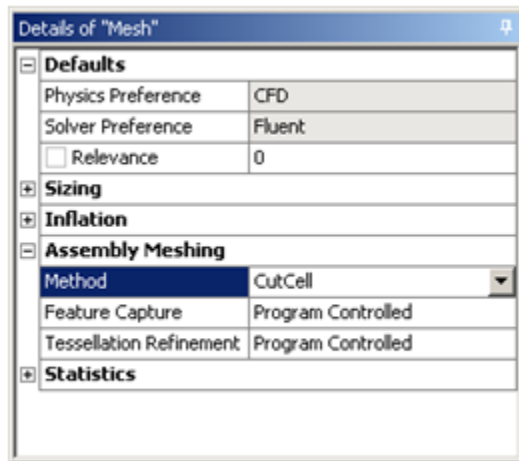 Details of "Mesh"
Defaults
Physics Preference CFD
Solver Preference Fluent
Relevance 0
Sizing
Inflation
Assembly Meshing
Method CutCell
Feature Capture Program Controlled
Tessellation Refinement Program Controlled
Statistics